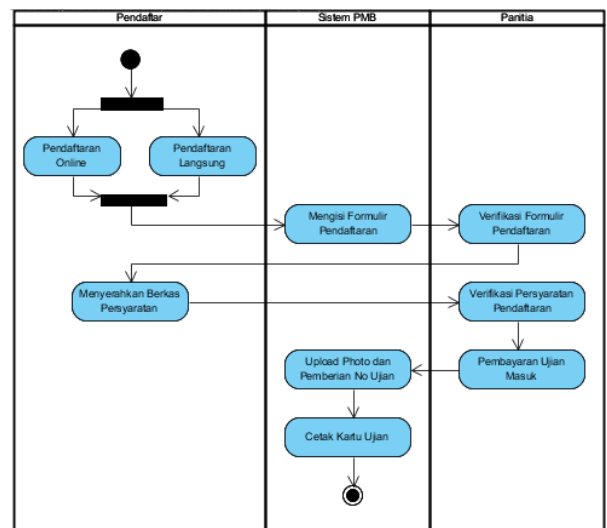 Pendaftar
Sistem PMB
Panitia
Pendaftaran
Online
Pendaftaran
Langsung
Mengisi Formulir
Pendaftaran
Verifikasi Formulir
Pendaftaran
Menyerahkan Berkas
Persyaratan
Verifikasi Persyaratan
Pendaftaran
Upload Photo dan
Pemberian No Ujian
Pembayaran Ujian
Masuk
Cetak Kartu Ujian